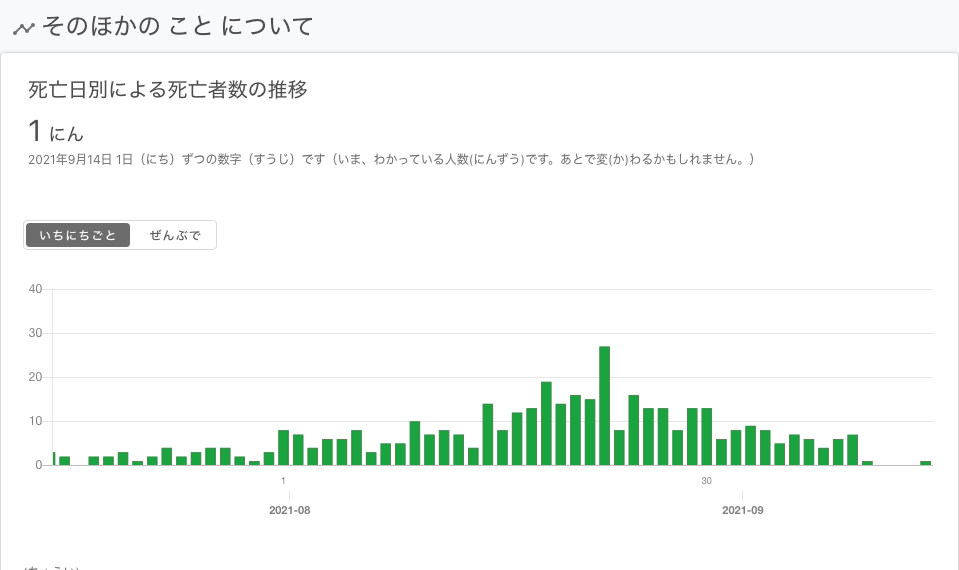 そのほかの こと について
死亡日別による死亡者数の推移
1 にん
2021年9月14日 1日（にち）ずつの数字（すうじ）です（いま、わかっている人数(にんずう)です。あとで変(か)わるかもしれません。）
いちにちごと ぜんぶで
40
30
20
10
0
1 30
2021-08 2021-09